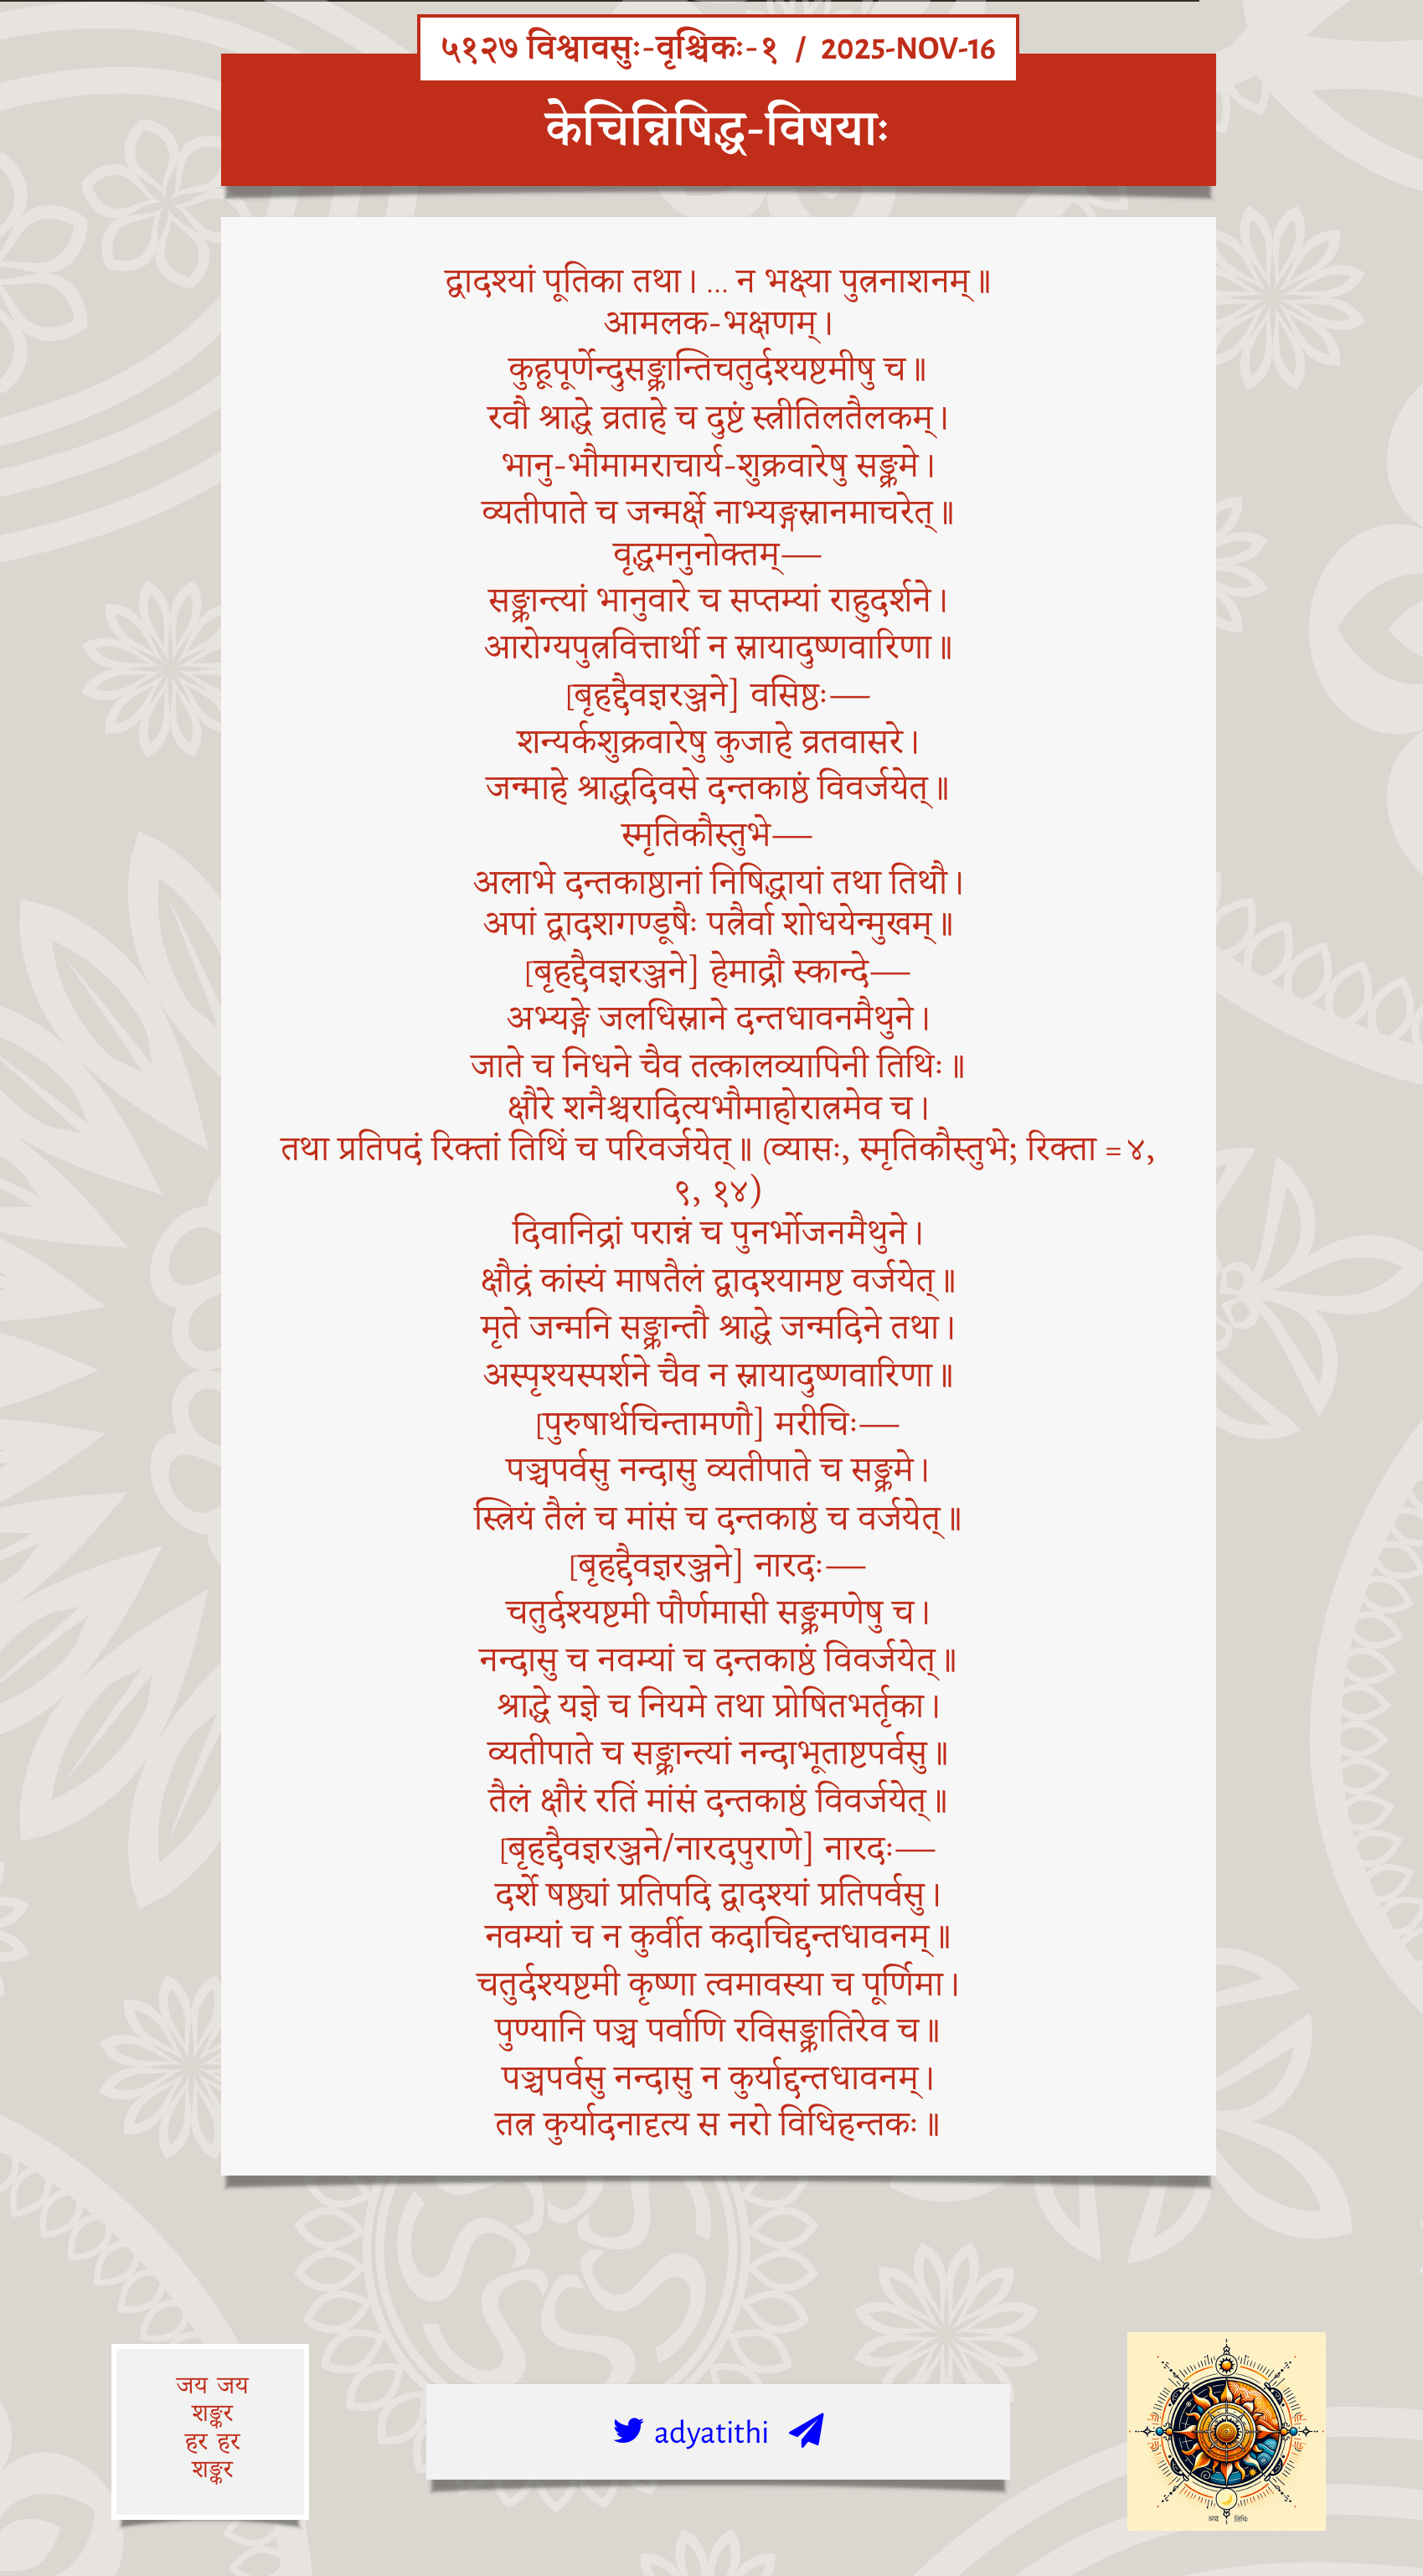 ५१२७ विश्वावसुः-वृश्चिकः-१ / 2025-NOV-16
केचिन्निषिद्ध-विषयाः
द्वादश्यां पूतिका तथा। ... न भक्ष्या पुत्रनाशनम्॥
आमलक-भक्षणम्।
कुहूपूर्णेन्दुसङ्क्रान्तिचतुर्दश्यष्टमीषु च॥
रवौ श्राद्धे व्रताहे च दुष्टं स्त्रीतिलतैलकम्।
भानु-भौमामराचार्य-शुक्रवारेषु सङ्क्रमे।
व्यतीपाते च जन्मर्क्षे नाभ्यङ्गस्नानमाचरेत्॥
वृद्धमनुनोक्तम्—
सङ्क्रान्त्यां भानुवारे च सप्तम्यां राहुदर्शने।
आरोग्यपुत्रवित्तार्थी न स्नायादुष्णवारिणा॥
[बृहद्दैवज्ञरञ्जने] वसिष्ठः—
शन्यर्कशुक्रवारेषु कुजाहे व्रतवासरे।
जन्माहे श्राद्धदिवसे दन्तकाष्ठं विवर्जयेत्॥
स्मृतिकौस्तुभे—
अलाभे दन्तकाष्ठानां निषिद्धायां तथा तिथौ।
अपां द्वादशगण्डूषैः पत्रैर्वा शोधयेन्मुखम्॥
[बृहद्दैवज्ञरञ्जने] हेमाद्रौ स्कान्दे—
अभ्यङ्गे जलधिस्नाने दन्तधावनमैथुने।
जाते च निधने चैव तत्कालव्यापिनी तिथिः॥
क्षौरे शनैश्चरादित्यभौमाहोरात्रमेव च।
तथा प्रतिपदं रिक्तां तिथिं च परिवर्जयेत्॥ (व्यासः, स्मृतिकौस्तुभे; रिक्ता =४,
९, १४)
दिवानिद्रां परान्नं च पुनर्भोजनमैथुने।
क्षौद्रं कांस्यं माषतैलं द्वादश्यामष्ट वर्जयेत्॥
मृते जन्मनि सङ्क्रान्तौ श्राद्धे जन्मदिने तथा।
अस्पृश्यस्पर्शने चैव न स्नायादुष्णवारिणा॥
[पुरुषार्थचिन्तामणौ] मरीचिः—
पञ्चपर्वसु नन्दासु व्यतीपाते च सङ्क्रमे।
स्त्रियं तैलं च मांसं च दन्तकाष्ठं च वर्जयेत्॥
[बृहद्दैवज्ञरञ्जने] नारदः—
चतुर्दश्यष्टमी पौर्णमासी सङ्क्रमणेषु च।
नन्दासु च नवम्यां च दन्तकाष्ठं विवर्जयेत्॥
श्राद्धे यज्ञे च नियमे तथा प्रोषितभर्तृका।
व्यतीपाते च सङ्क्रान्त्यां नन्दाभूताष्टपर्वसु॥
तैलं क्षौरं रतिं मांसं दन्तकाष्ठं विवर्जयेत्॥
[बृहद्दैवज्ञरञ्जने/नारदपुराणे] नारदः—
दर्शे षष्ठ्यां प्रतिपदि द्वादश्यां प्रतिपर्वसु।
नवम्यां च न कुर्वीत कदाचिद्दन्तधावनम्॥
चतुर्दश्यष्टमी कृष्णा त्वमावस्या च पूर्णिमा।
पुण्यानि पञ्च पर्वाणि रविसङ्क्रातिरेव च॥
पञ्चपर्वसु नन्दासु न कुर्याद्दन्तधावनम्।
तत्र कुर्यादनादृत्य स नरो विधिहन्तकः॥
जय जय
शङ्कर
हर हर
शङ्कर
adyatithi
अद्य तिथिः